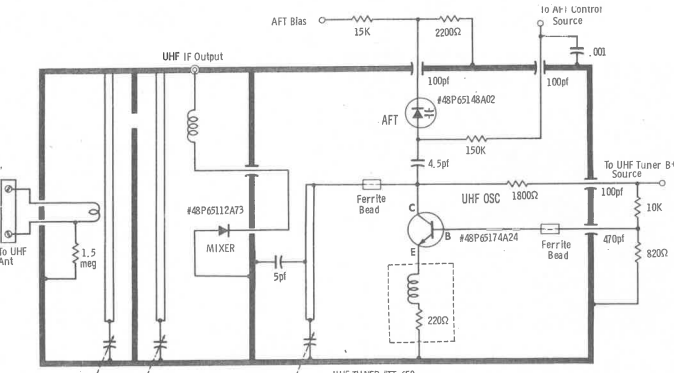 To AFT Control
Source
AFT Bias
15K
2200Ω
.001
UHF IF Output
100pf
100pf
#48P65148A02
AFT
150K
4.5pf
To UHF Tuner B+
Source
Ferrite
Bead
UHF OSC
1800Ω
100pf
10K
#48P65112A73
MIXER
C
B
E
#48P65174A24
Ferrite
Bead
470pf
820Ω
To UHF
Ant
1.5
meg
5pf
220Ω